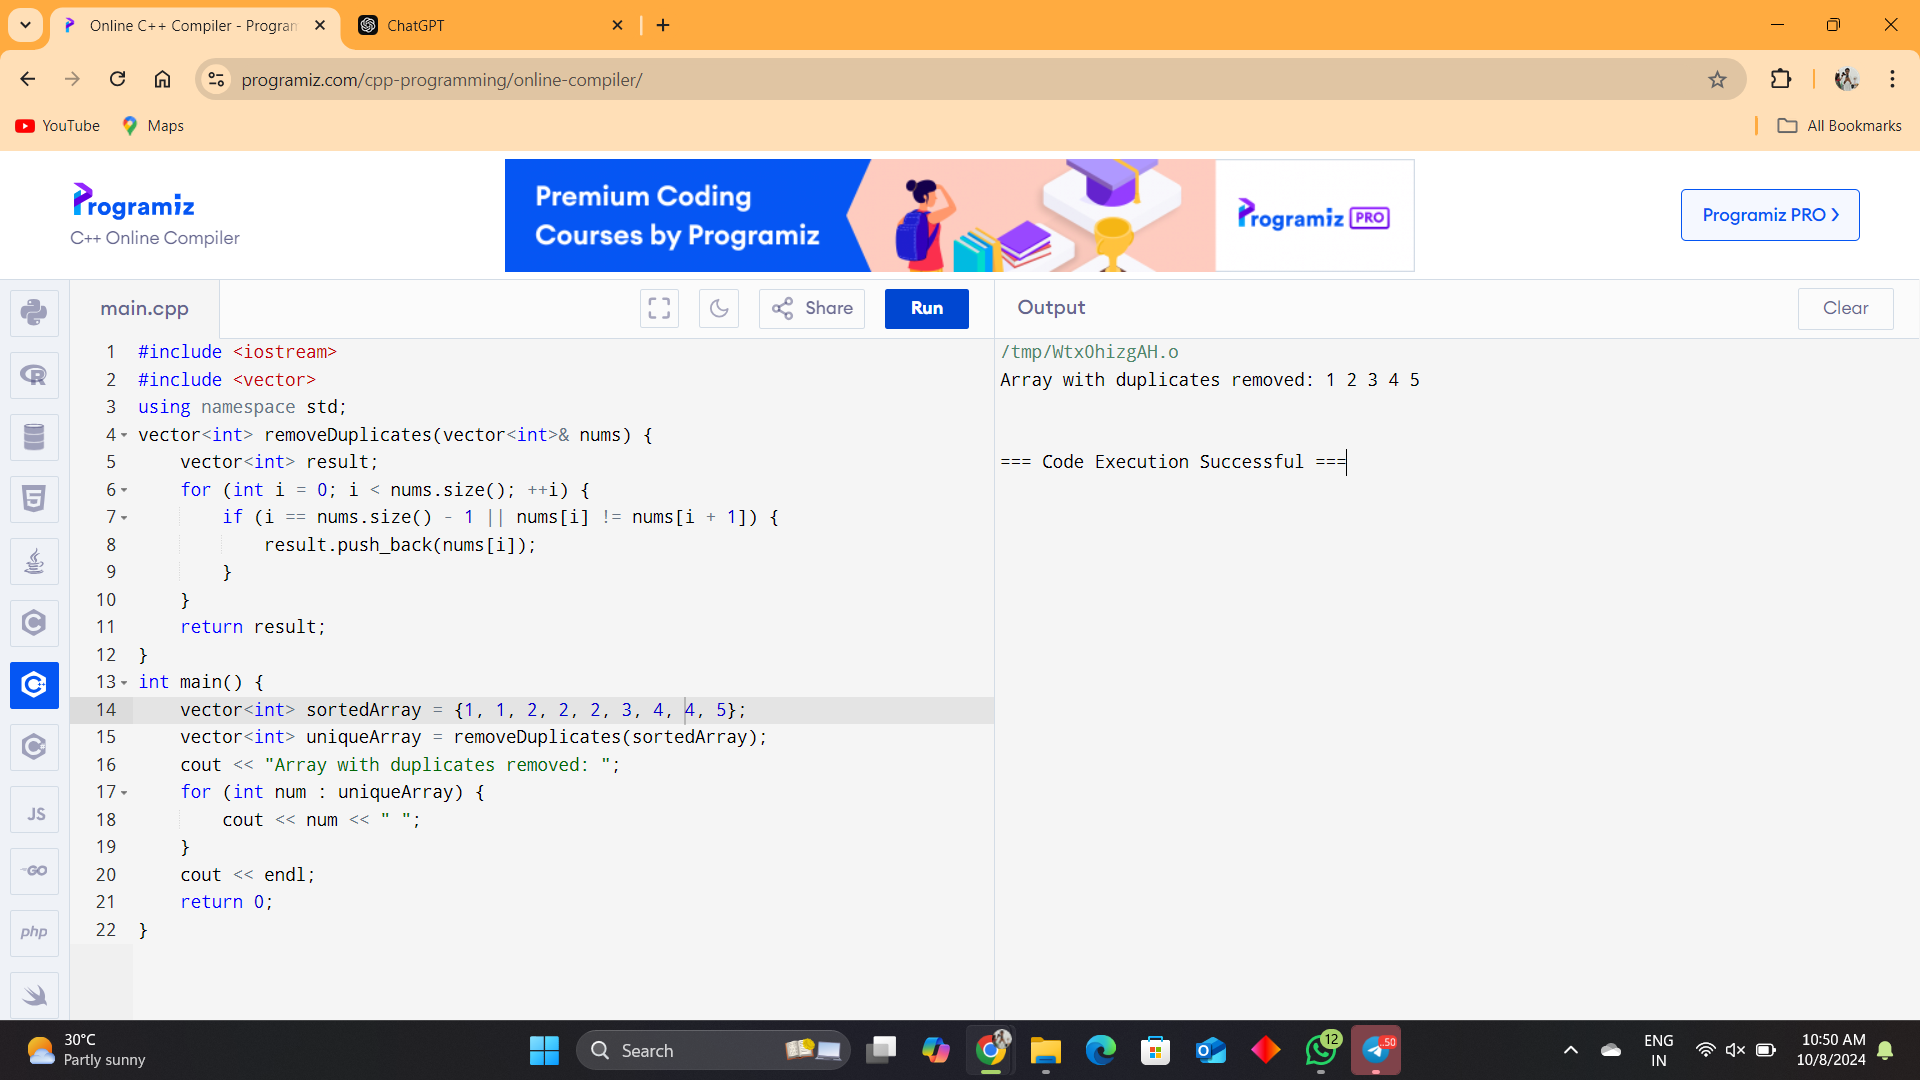 Online C++ Compiler - Program
ChatGPT
programiz.com/cpp-programming/online-compiler/
YouTube
Maps
All Bookmarks
Programiz
C++ Online Compiler
Premium Coding
Courses by Programiz
Programiz PRO
Programiz PRO
main.cpp
Share
Run
Output
Clear
1 #include <iostream>
2 #include <vector>
3 using namespace std;
4 vector<int> removeDuplicates(vector<int>& nums) {
5 vector<int> result;
6 for (int i = 0; i < nums.size(); ++i) {
7 if (i == nums.size() - 1 || nums[i] != nums[i + 1]) {
8 result.push_back(nums[i]);
9 }
10 }
11 return result;
12 }
13 int main() {
14 vector<int> sortedArray = {1, 1, 2, 2, 2, 3, 4, 4, 5};
15 vector<int> uniqueArray = removeDuplicates(sortedArray);
16 cout << "Array with duplicates removed: ";
17 for (int num : uniqueArray) {
18 cout << num << " ";
19 }
20 cout << endl;
21 return 0;
22 }
/tmp/Wtx0hizgAH.o
Array with duplicates removed: 1 2 3 4 5
=== Code Execution Successful ===
R
5
C
C+
C
JS
GO
php
30°C
Partly sunny
Search
12
50
ENG
IN
10:50 AM
10/8/2024